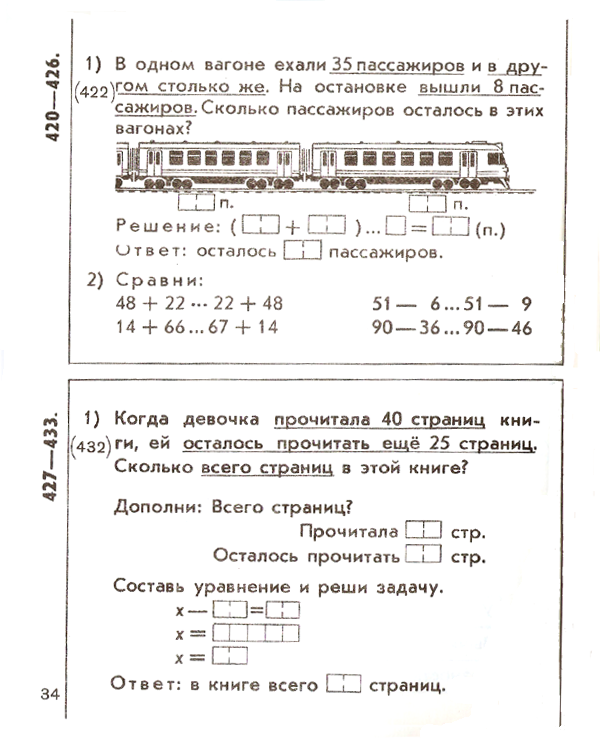 420—426.
1) В одном вагоне ехали 35 пассажиров и в дру-
(422) гом столько же. На остановке вышли 8 пас-
сажиров. Сколько пассажиров осталось в этих
вагонах?
п. п.
Решение: ( + ) ... = (п.)
Ответ: осталось пассажиров.
2) Сравни:
48 + 22 ... 22 + 48 51 — 6 ... 51 — 9
14 + 66 ... 67 + 14 90 — 36 ... 90 — 46
427—433.
1) Когда девочка прочитала 40 страниц кни-
(432) ги, ей осталось прочитать ещё 25 страниц.
Сколько всего страниц в этой книге?
Дополни: Всего страниц?
Прочитала стр.
Осталось прочитать стр.
Составь уравнение и реши задачу.
x — =
x =
x =
Ответ: в книге всего страниц.
34